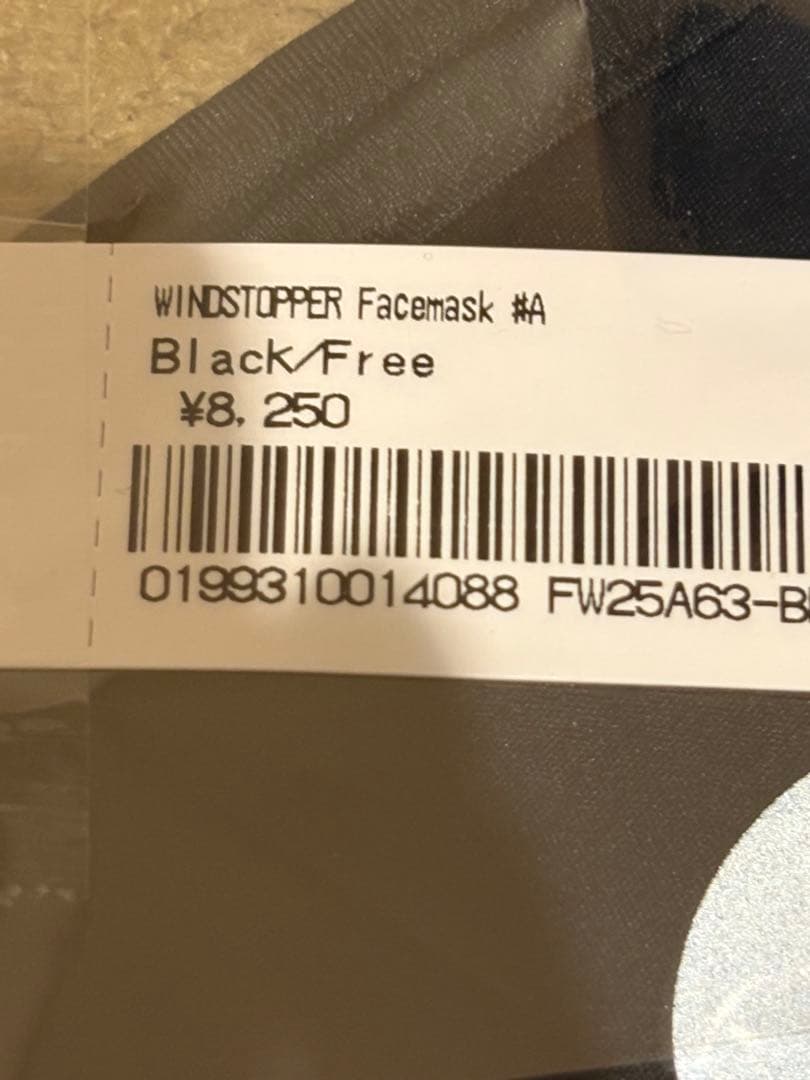 WINDSTOPPER Facemask #A
Black/Free
¥8,250
0199310014088 FW25A63-B